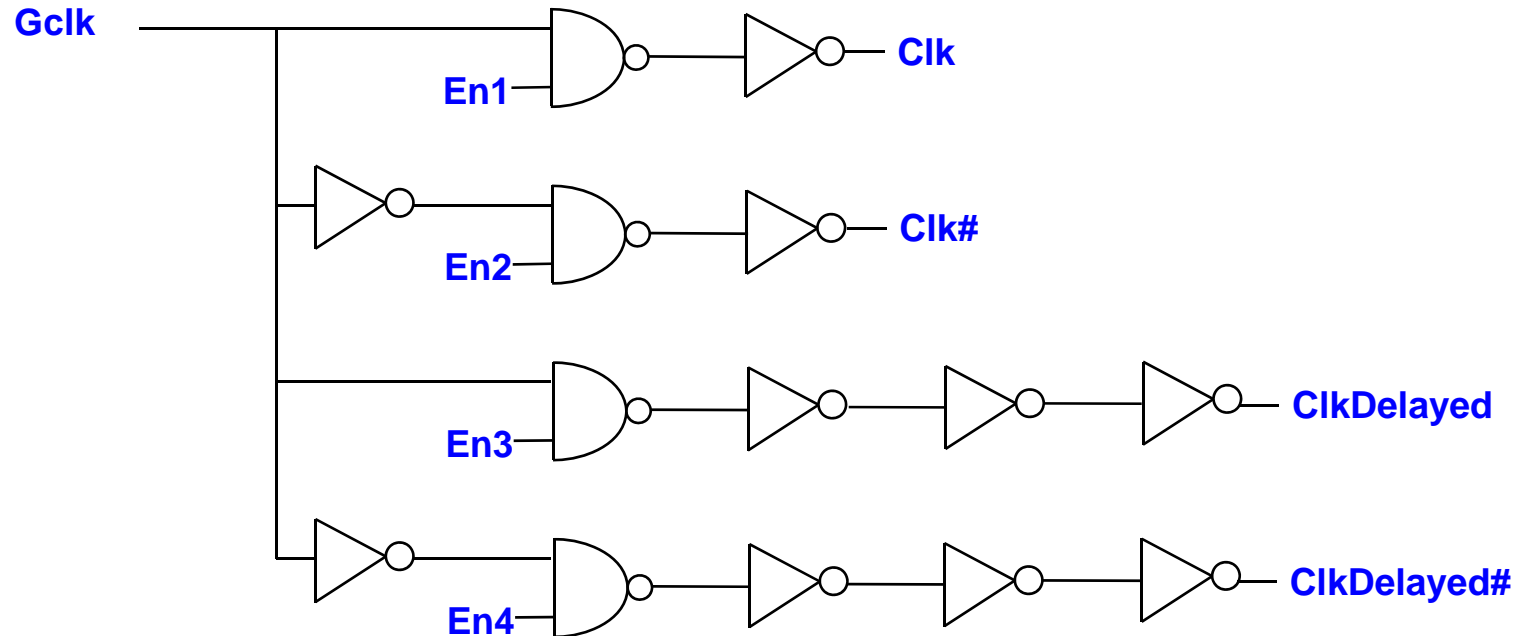 Gclk
Clk
En1
Clk#
En2
ClkDelayed
En3
ClkDelayed#
En4